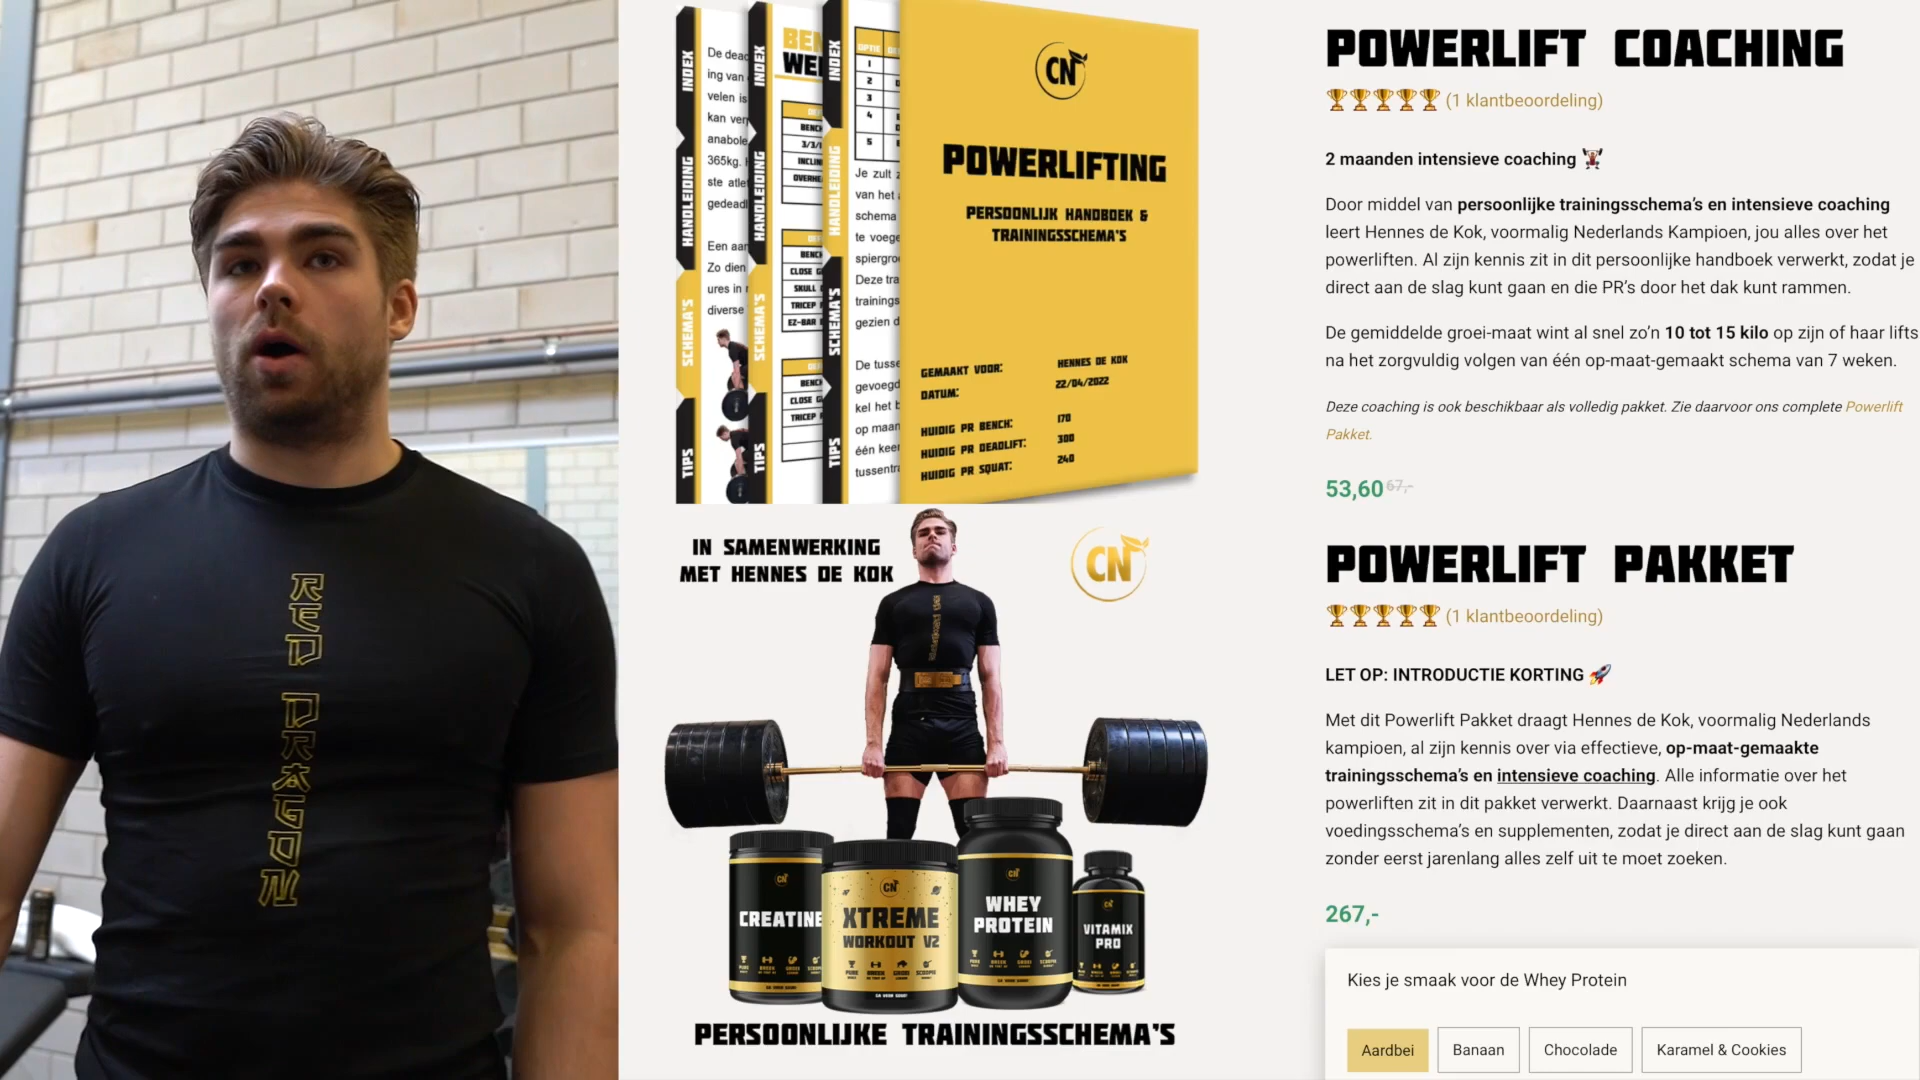 RED DRAGON
INDEX
HANDLEIDING
SCHEMA'S
TIPS
INDEX
HANDLEIDING
SCHEMA'S
TIPS
INDEX
HANDLEIDING
SCHEMA'S
TIPS
CN
POWERLIFTING
PERSOONLIJK HANDBOEK &
TRAININGSSCHEMA'S
GEMAAKT VOOR: HENNES DE KOK
DATUM: 22/04/2022
HUIDIG PR BENCH: 170
HUIDIG PR DEADLIFT: 300
HUIDIG PR SQUAT: 240
IN SAMENWERKING
MET HENNES DE KOK
CN
CREATINE
XTREME
WORKOUT V2
WHEY
PROTEIN
VITAMIX
PRO
PERSOONLIJKE TRAININGSSCHEMA'S
POWERLIFT COACHING
(1 klantbeoordeling)
2 maanden intensieve coaching
Door middel van persoonlijke trainingsschema's en intensieve coaching
leert Hennes de Kok, voormalig Nederlands Kampioen, jou alles over het
powerliften. Al zijn kennis zit in dit persoonlijke handboek verwerkt, zodat je
direct aan de slag kunt gaan en die PR's door het dak kunt rammen.
De gemiddelde groei-maat wint al snel zo'n 10 tot 15 kilo op zijn of haar lifts
na het zorgvuldig volgen van één op-maat-gemaakt schema van 7 weken.
Deze coaching is ook beschikbaar als volledig pakket. Zie daarvoor ons complete Powerlift
Pakket.
53,60 67,-
POWERLIFT PAKKET
(1 klantbeoordeling)
LET OP: INTRODUCTIE KORTING
Met dit Powerlift Pakket draagt Hennes de Kok, voormalig Nederlands
kampioen, al zijn kennis over via effectieve, op-maat-gemaakte
trainingsschema's en intensieve coaching. Alle informatie over het
powerliften zit in dit pakket verwerkt. Daarnaast krijg je ook
voedingsschema's en supplementen, zodat je direct aan de slag kunt gaan
zonder eerst jarenlang alles zelf uit te moet zoeken.
267,-
Kies je smaak voor de Whey Protein
Aardbei Banaan Chocolade Karamel & Cookies